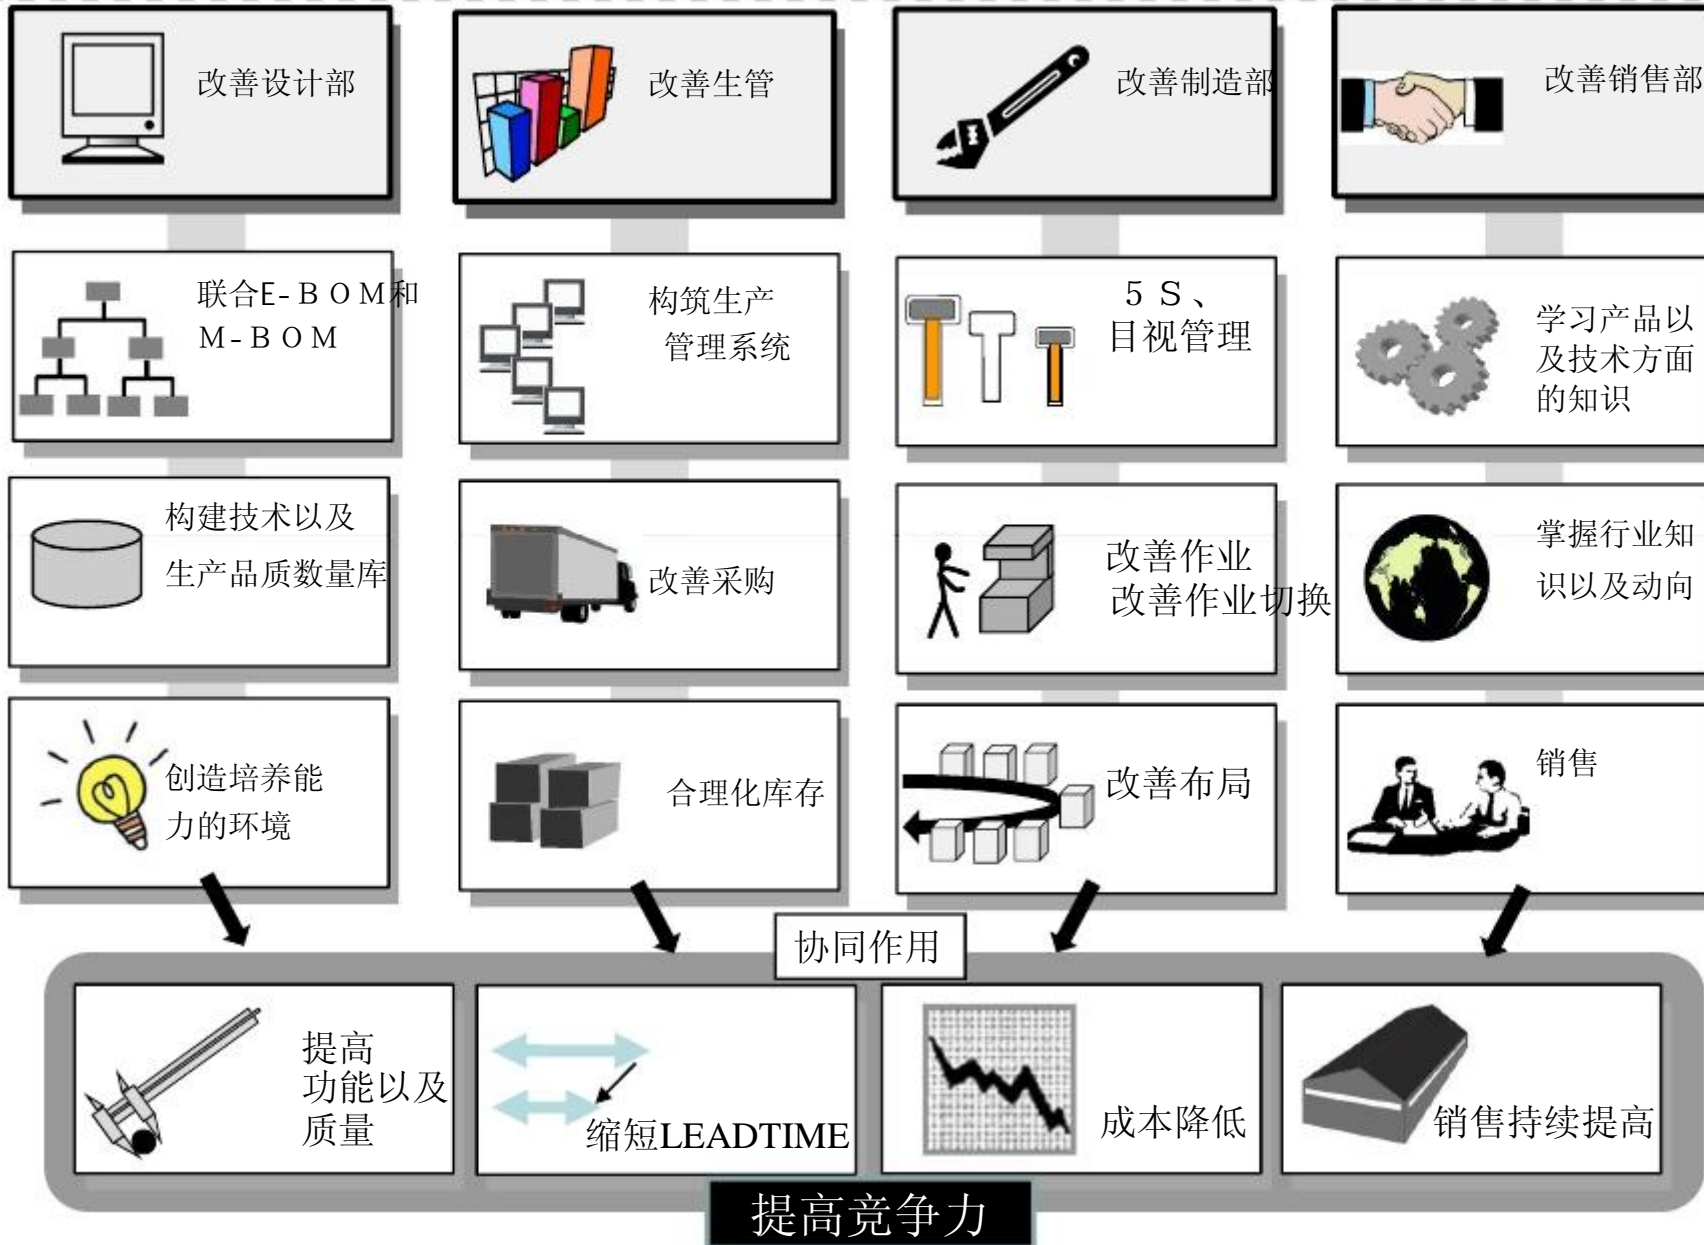 改善设计部
改善生管
改善制造部
改善销售部
联合E-ＢＯＭ和
Ｍ-ＢＯＭ
构筑生产
管理系统
５Ｓ、
目视管理
学习产品以
及技术方面
的知识
构建技术以及
生产品质数量库
改善采购
改善作业
改善作业切换
掌握行业知
识以及动向
创造培养能
力的环境
合理化库存
改善布局
销售
协同作用
提高
功能以及
质量
缩短LEADTIME
成本降低
销售持续提高
提高竞争力